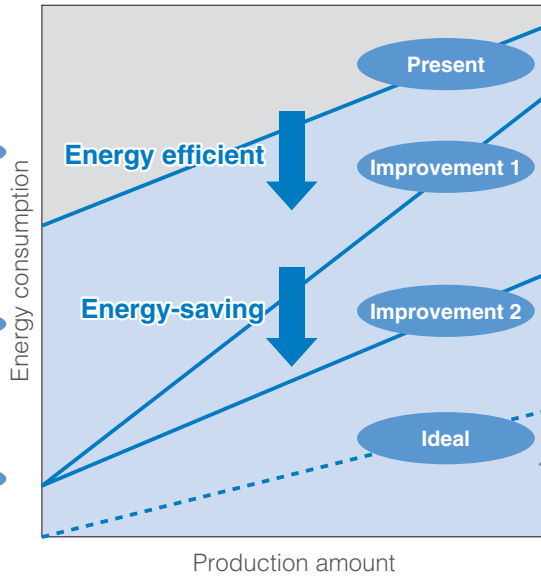 Present
Energy efficient
Improvement 1
Energy consumption
Energy-saving
Improvement 2
Ideal
Production amount